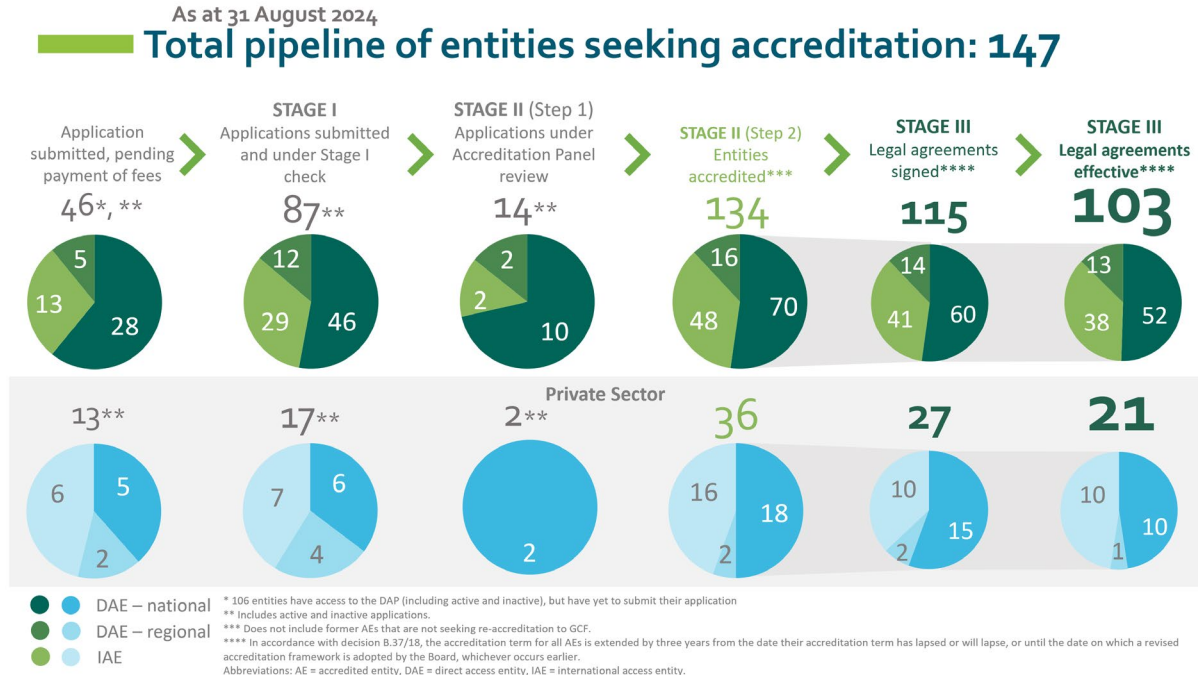 As at 31 August 2024
Total pipeline of entities seeking accreditation: 147
Application
submitted, pending
payment of fees
46*, **
STAGE I
Applications submitted
and under Stage I
check
87**
STAGE II (Step 1)
Applications under
Accreditation Panel
review
14**
STAGE II (Step 2)
Entities
accredited***
134
STAGE III
Legal agreements
signed****
115
STAGE III
Legal agreements
effective****
103
5
13
28
12
29
46
2
2
10
16
48
70
14
41
60
13
38
52
Private Sector
13**
17**
2**
36
27
21
6
5
2
7
6
4
2
16
18
2
10
15
2
10
10
1
DAE – national
DAE – regional
IAE
* 106 entities have access to the DAP (including active and inactive), but have yet to submit their application
** Includes active and inactive applications.
*** Does not include former AEs that are not seeking re-accreditation to GCF.
**** In accordance with decision B.37/18, the accreditation term for all AEs is extended by three years from the date their accreditation term has lapsed or will lapse, or until the date on which a revised
accreditation framework is adopted by the Board, whichever occurs earlier.
Abbreviations: AE = accredited entity, DAE = direct access entity, IAE = international access entity.